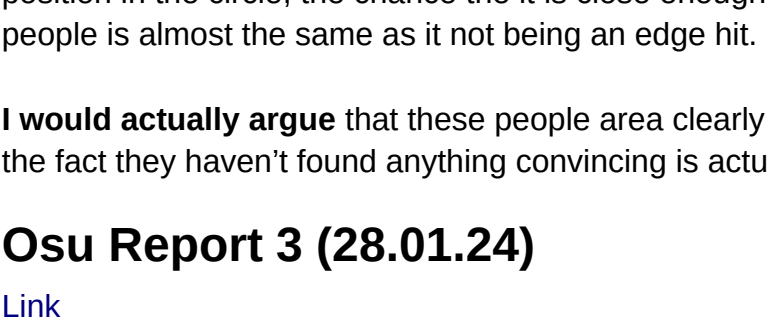 position in the circle, the chance the it is close enough
people is almost the same as it not being an edge hit.
I would actually argue that these people area clearly
the fact they haven’t found anything convincing is actu
Osu Report 3 (28.01.24)
Link